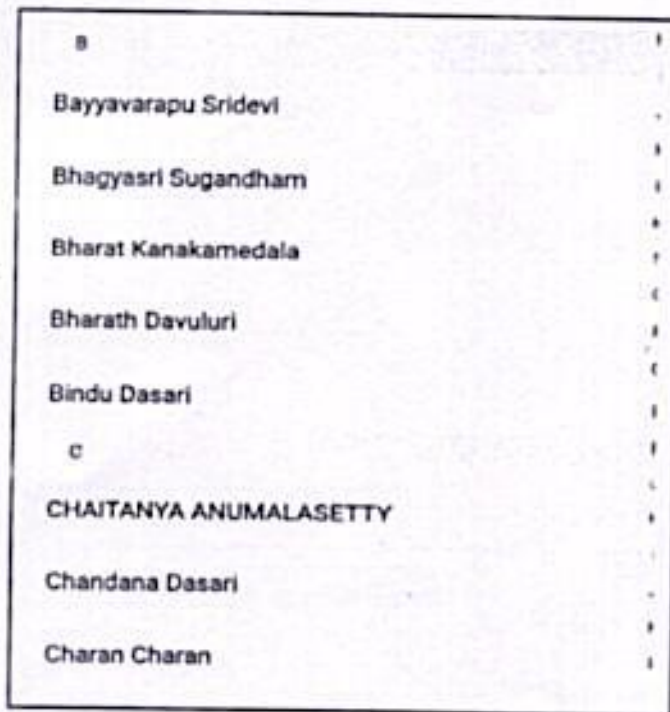 B
Bayyavarapu Sridevi
Bhagyasri Sugandham
Bharat Kanakamedala
Bharath Davuluri
Bindu Dasari
C
CHAITANYA ANUMALASETTY
Chandana Dasari
Charan Charan